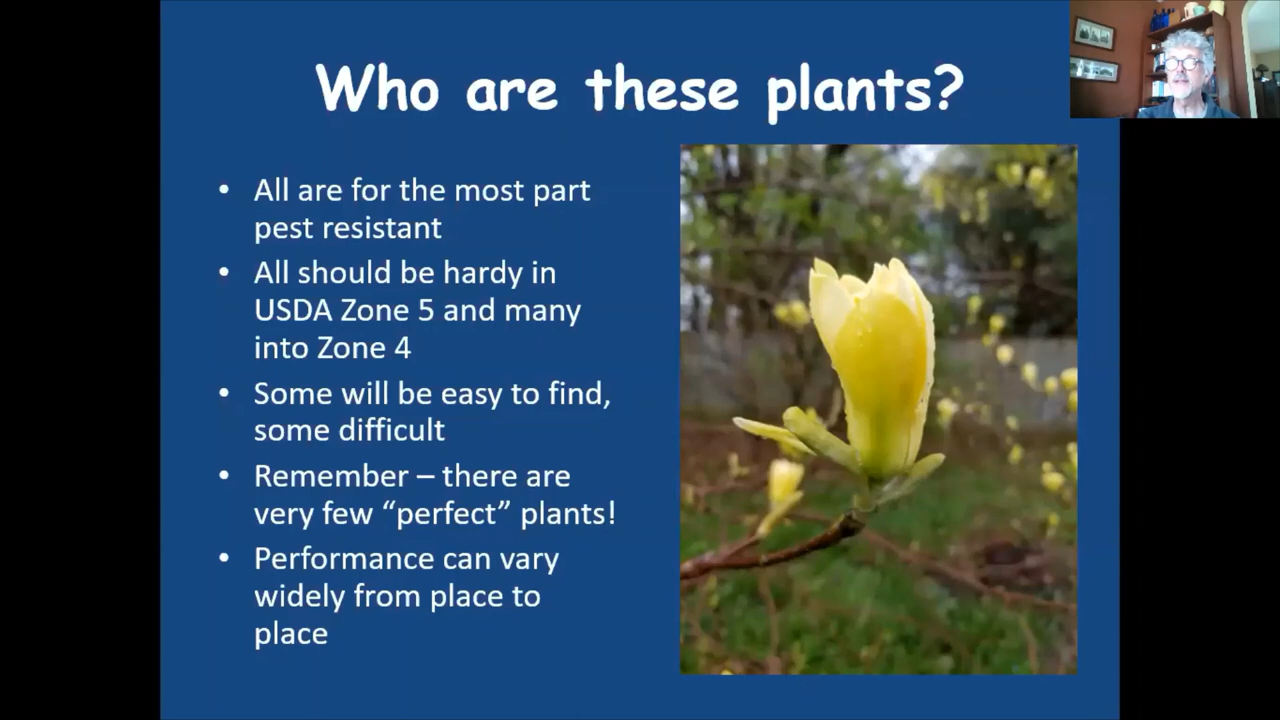 Who are these plants?
• All are for the most part
pest resistant
• All should be hardy in
USDA Zone 5 and many
into Zone 4
• Some will be easy to find,
some difficult
• Remember – there are
very few “perfect” plants!
• Performance can vary
widely from place to
place